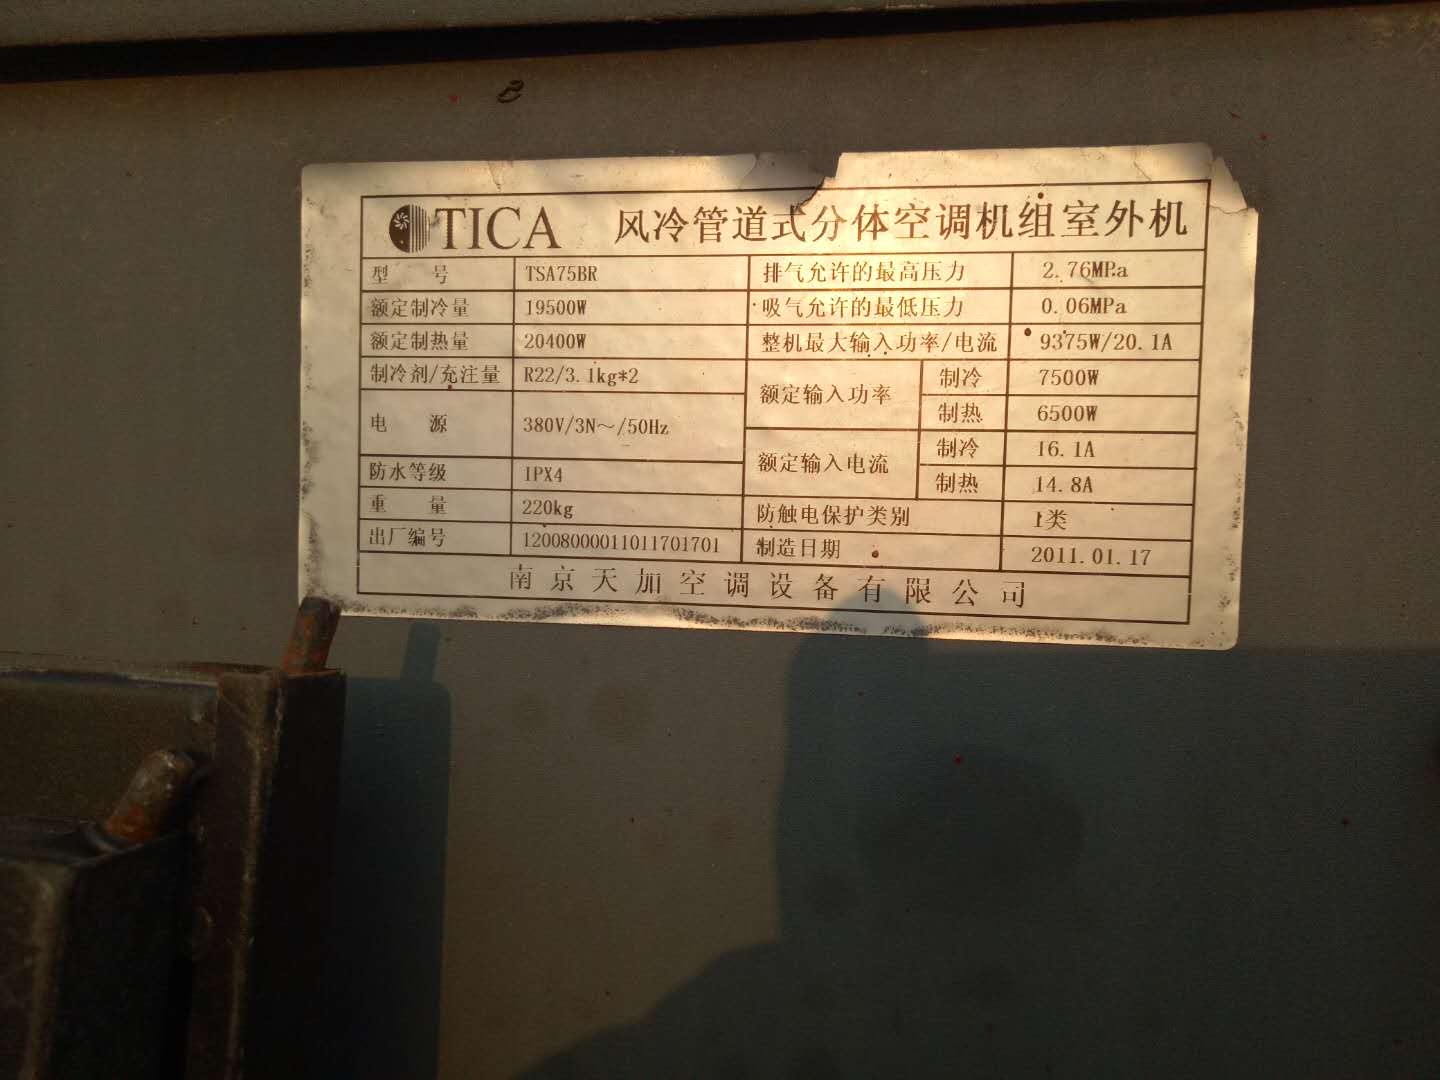 TICA 风冷管道式分体空调机组室外机
型 号 TSA75BR 排气允许的最高压力 2.76MPa
额定制冷量 19500W 吸气允许的最低压力 0.06MPa
额定制热量 20400W 整机最大输入功率/电流 9375W/20.1A
制冷剂/充注量 R22/3.1kg*2 额定输入功率 制冷 7500W
制热 6500W
电 源 380V/3N～/50Hz 额定输入电流 制冷 16.1A
防水等级 IPX4 制热 14.8A
重 量 220kg 防触电保护类别 I类
出厂编号 12008000011011701701 制造日期 2011.01.17
南京天加空调设备有限公司